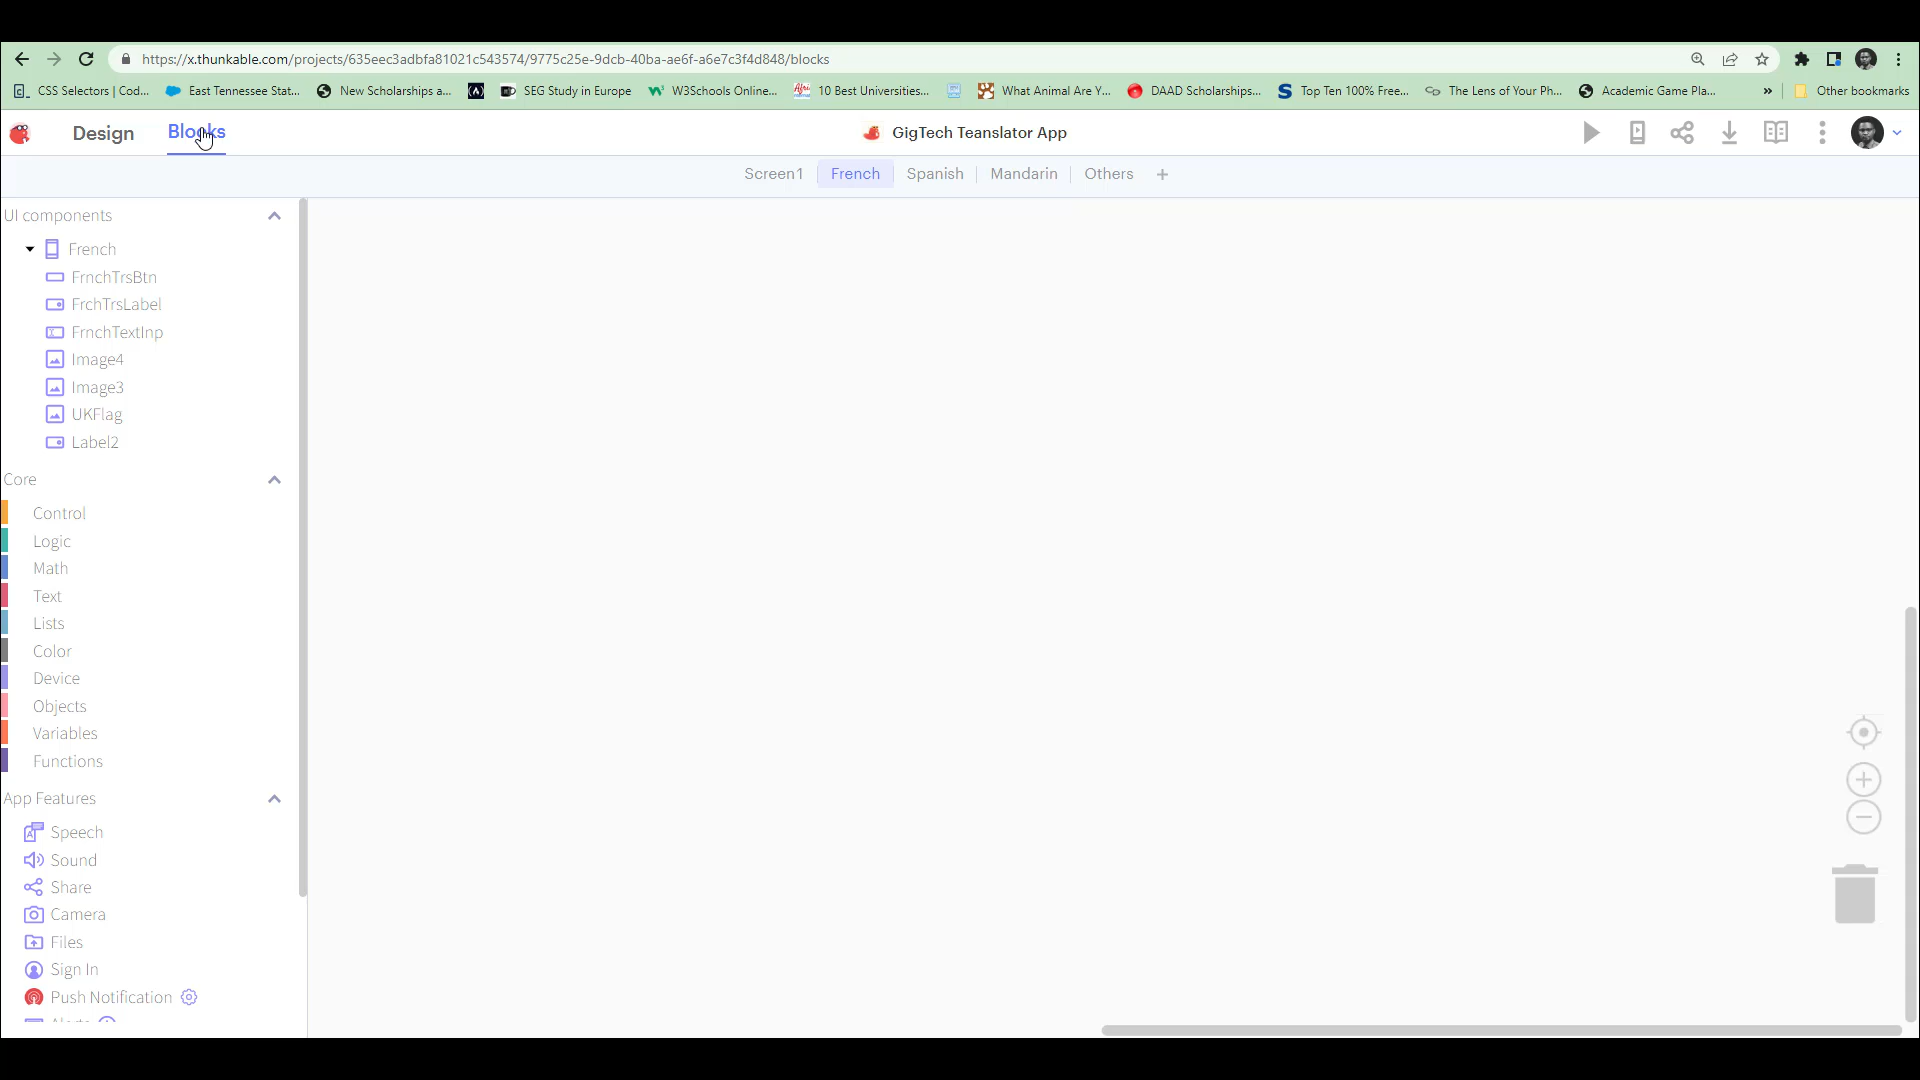 https://x.thunkable.com/projects/635eec3adbfa81021c543574/9775c25e-9dcb-40ba-ae6f-a6e7c3f4d848/blocks
CSS Selectors | Cod... East Tennessee Stat... New Scholarships a... SEG Study in Europe W3Schools Online... 10 Best Universities... What Animal Are Y... DAAD Scholarships... Top Ten 100% Free... The Lens of Your Ph... Academic Game Pla... » Other bookmarks
Design Blocks GigTech Teanslator App
Screen1 French Spanish Mandarin Others +
UI components
French
FrnchTrsBtn
FrchTrsLabel
FrnchTextInp
Image4
Image3
UKFlag
Label2
Core
Control
Logic
Math
Text
Lists
Color
Device
Objects
Variables
Functions
App Features
Speech
Sound
Share
Camera
Files
Sign In
Push Notification